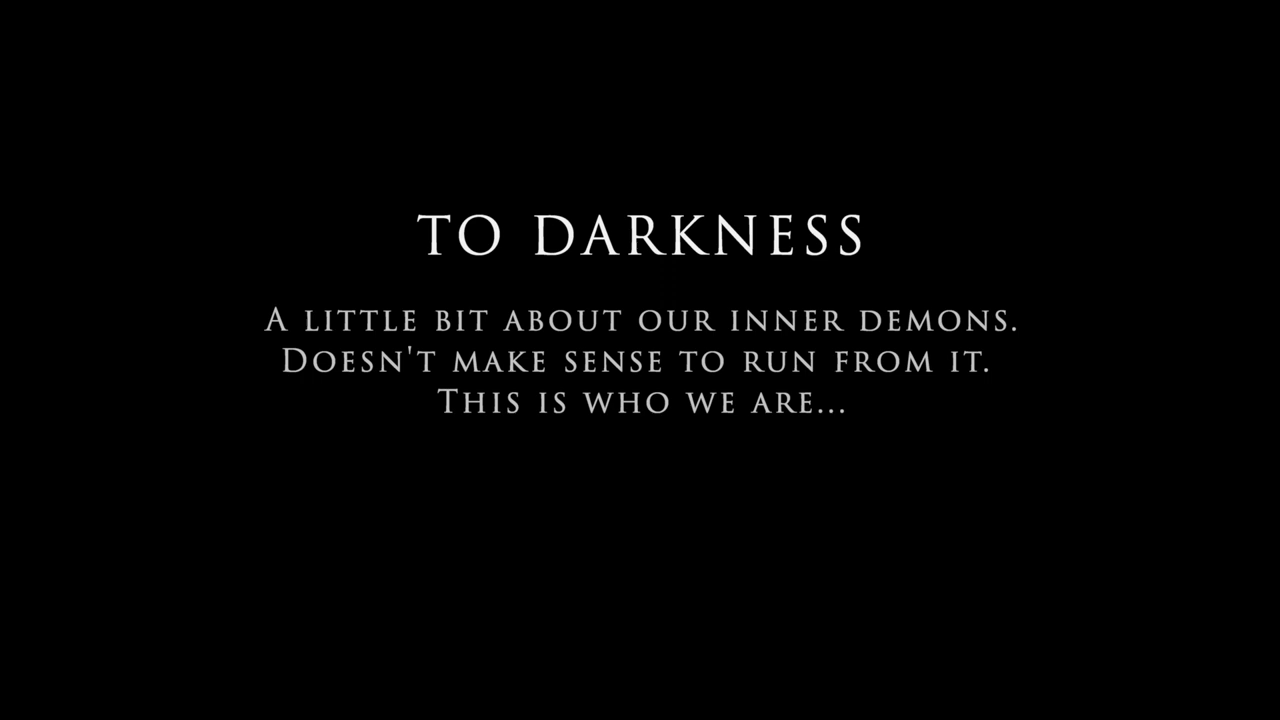 TO DARKNESS
A LITTLE BIT ABOUT OUR INNER DEMONS.
DOESN'T MAKE SENSE TO RUN FROM IT.
THIS IS WHO WE ARE...